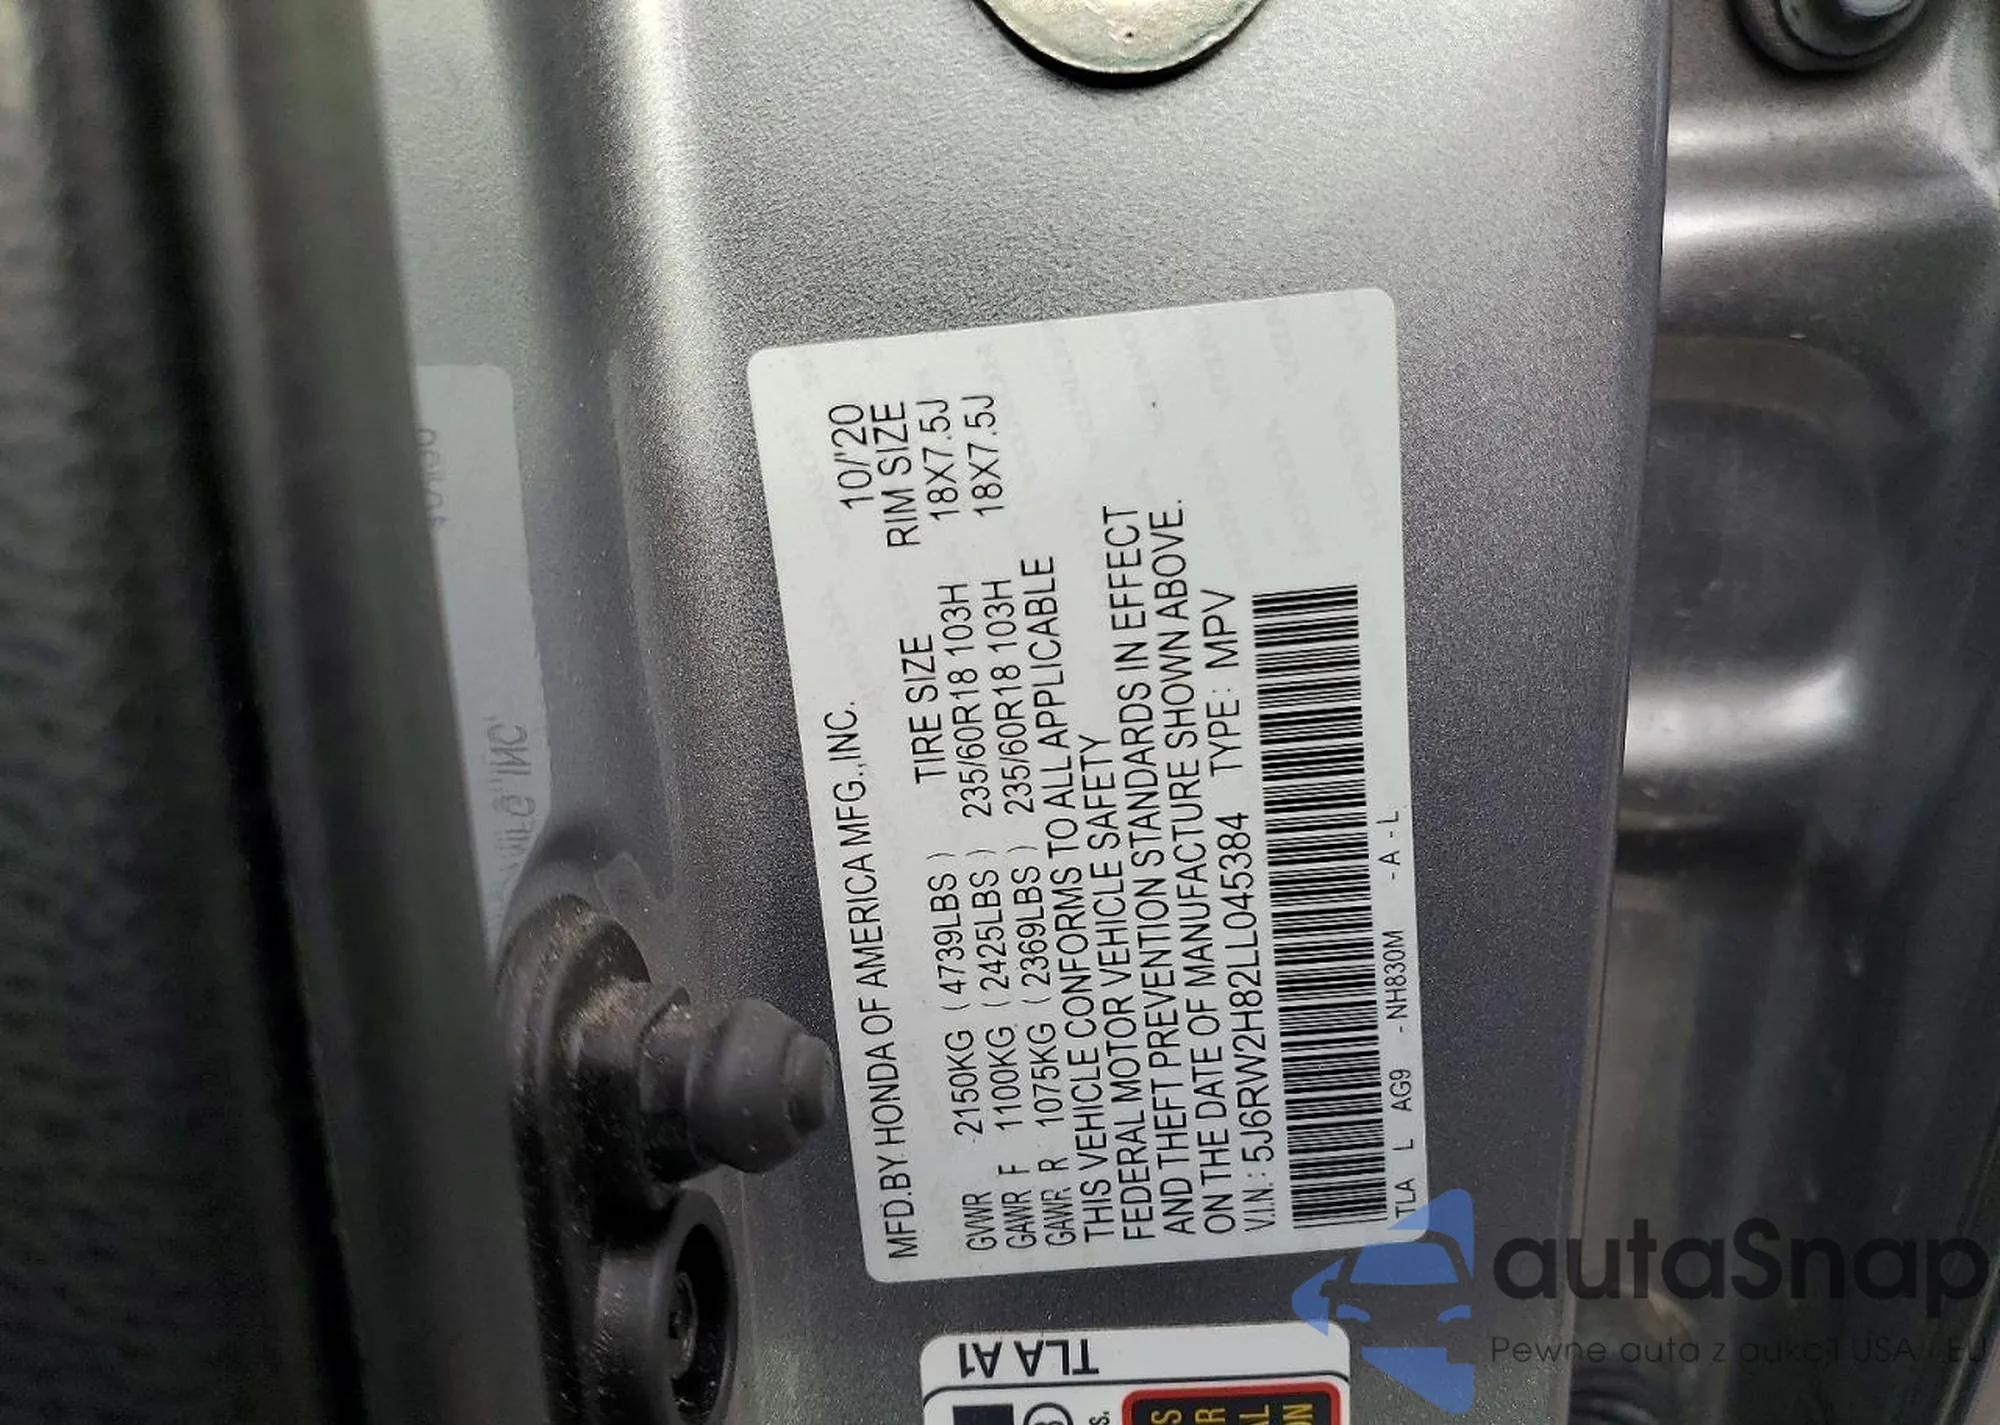 MFD.BY HONDA OF AMERICA MFG.,INC. 10/'20
TIRE SIZE RIM SIZE
GVWR 2150KG (4739LBS) 235/60R18 103H 18X7.5J
GAWR F 1100KG (2425LBS) 235/60R18 103H 18X7.5J
GAWR R 1075KG (2369LBS)
THIS VEHICLE CONFORMS TO ALL APPLICABLE
FEDERAL MOTOR VEHICLE SAFETY
AND THEFT PREVENTION STANDARDS IN EFFECT
ON THE DATE OF MANUFACTURE SHOWN ABOVE.
V.I.N.: 5J6RW2H82LL045384 TYPE: MPV
TLA L AG9 -NH830M -A-L
TLA A1
autaSnap
Pewne auta z aukcji USA i EU